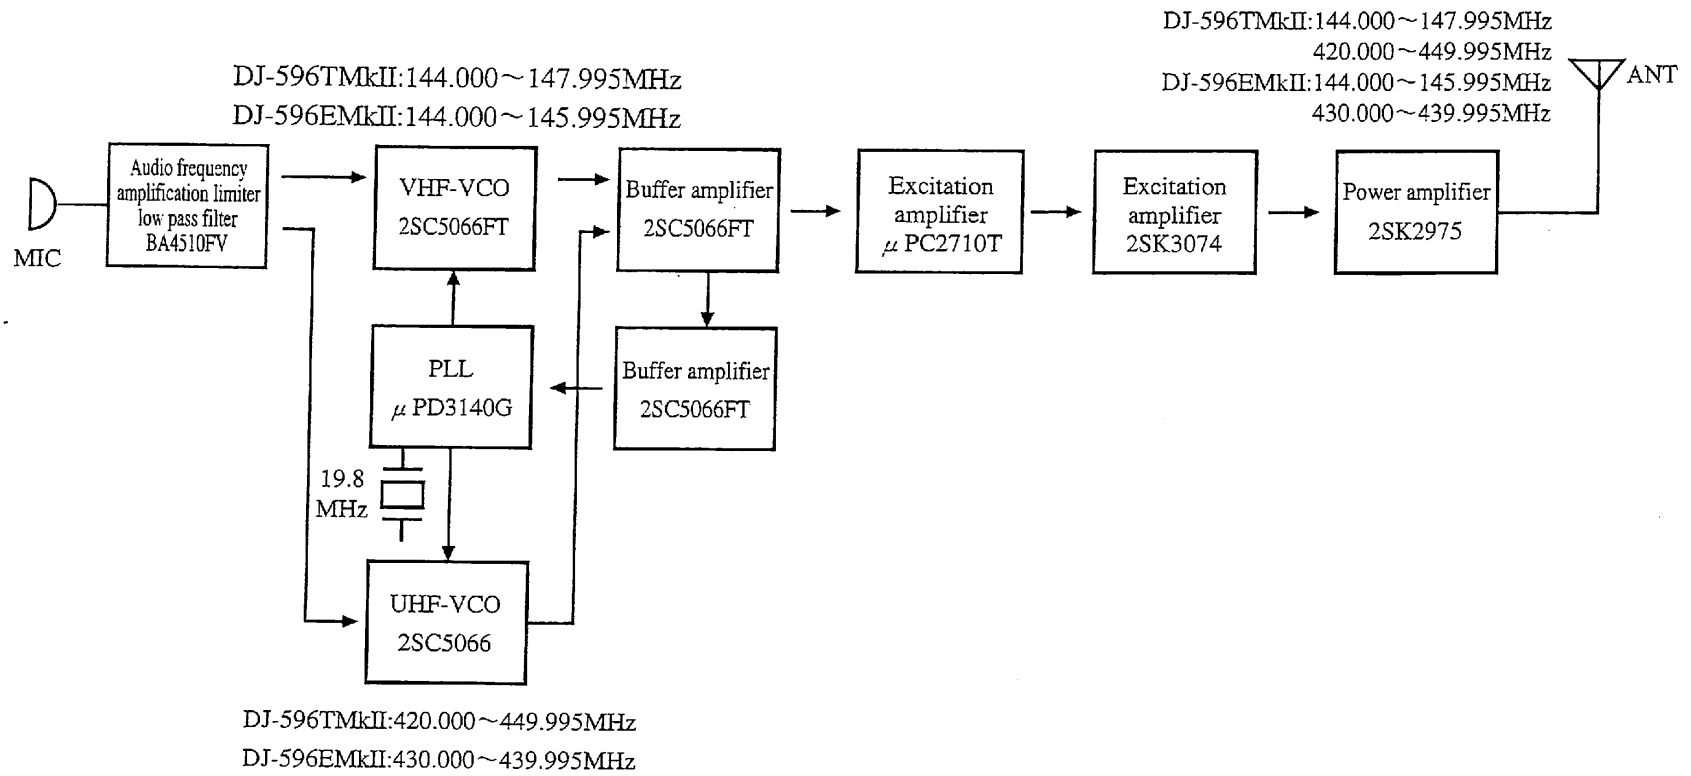 DJ-596TMkII:144.000～147.995MHz
420.000～449.995MHz
DJ-596EMkII:144.000～145.995MHz
430.000～439.995MHz
ANT
DJ-596TMkII:144.000～147.995MHz
DJ-596EMkII:144.000～145.995MHz
MIC
Audio frequency
amplification limiter
low pass filter
BA4510FV
VHF-VCO
2SC5066FT
Buffer amplifier
2SC5066FT
Excitation
amplifier
μ PC2710T
Excitation
amplifier
2SK3074
Power amplifier
2SK2975
PLL
μ PD3140G
Buffer amplifier
2SC5066FT
19.8
MHz
UHF-VCO
2SC5066
DJ-596TMkII:420.000～449.995MHz
DJ-596EMkII:430.000～439.995MHz